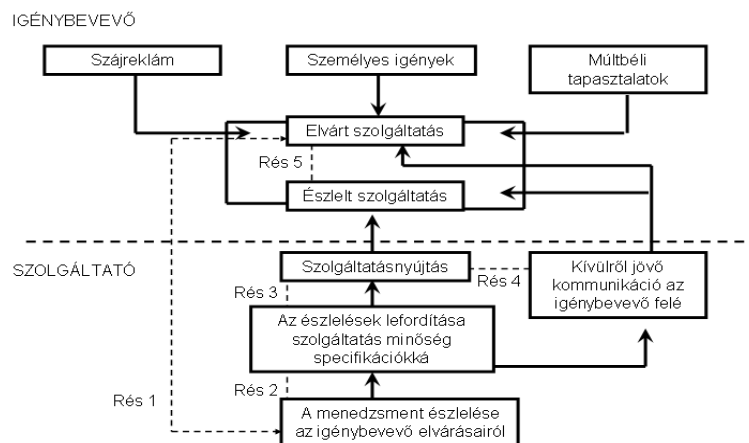 IGÉNYBEVEVŐ
Szájreklám
Személyes igények
Múltbéli
tapasztalatok
Elvárt szolgáltatás
Rés 5
Észlelt szolgáltatás
SZOLGÁLTATÓ
Szolgáltatásnyújtás
Rés 4
Kívülről jövő
kommunikáció az
igénybevevő felé
Rés 3
Az észlelések lefordítása
szolgáltatás minőség
specifikációkká
Rés 2
Rés 1
A menedzsment észlelése
az igénybevevő elvárásairól